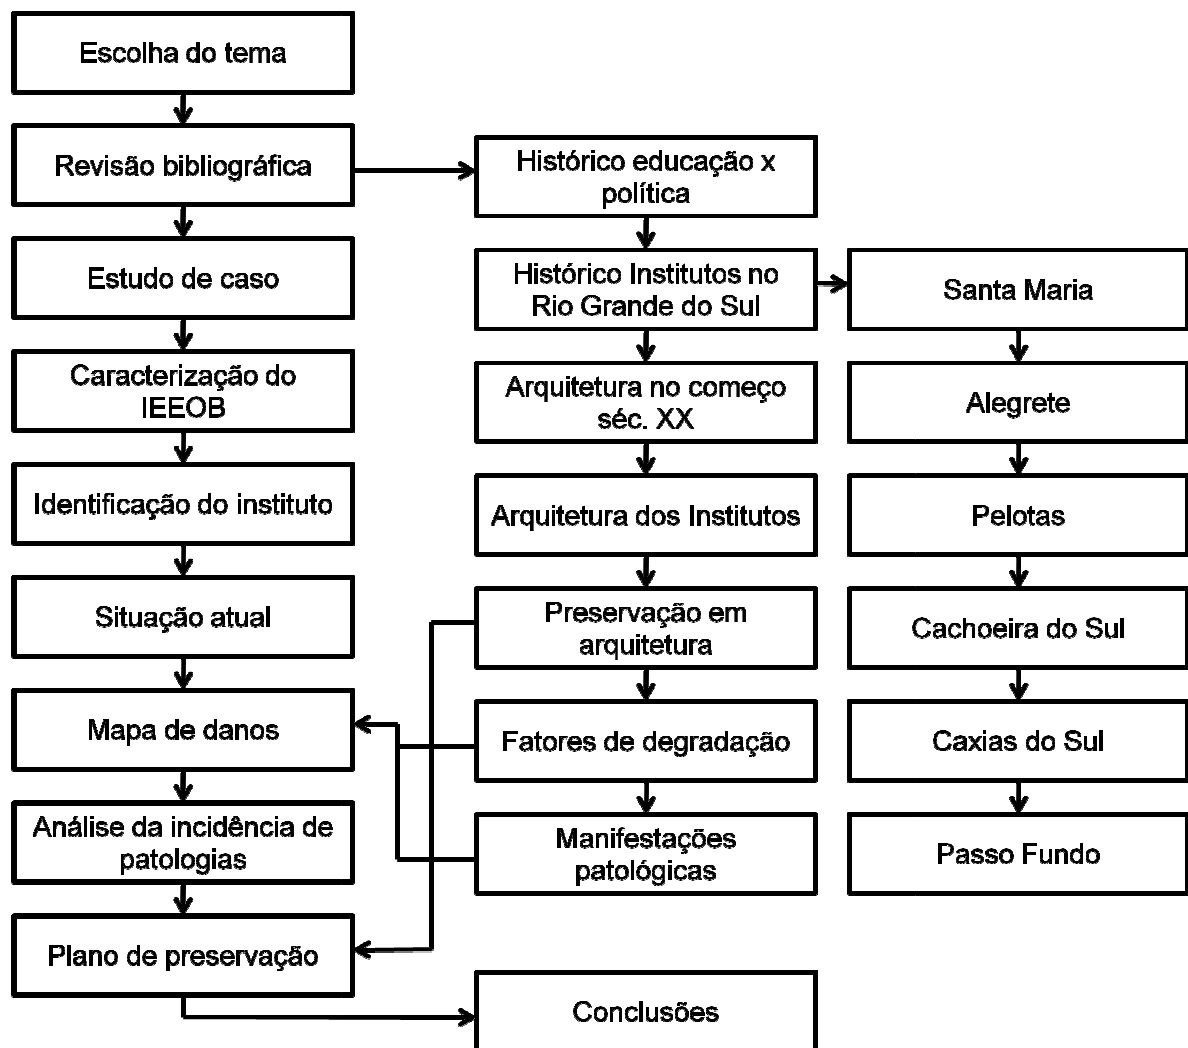 Escolha do tema
Revisão bibliográfica
Estudo de caso
Caracterização do
IEEOB
Identificação do instituto
Situação atual
Mapa de danos
Análise da incidência de
patologias
Plano de preservação
Histórico educação x
política
Histórico Institutos no
Rio Grande do Sul
Arquitetura no começo
séc. XX
Arquitetura dos Institutos
Preservação em
arquitetura
Fatores de degradação
Manifestações
patológicas
Conclusões
Santa Maria
Alegrete
Pelotas
Cachoeira do Sul
Caxias do Sul
Passo Fundo